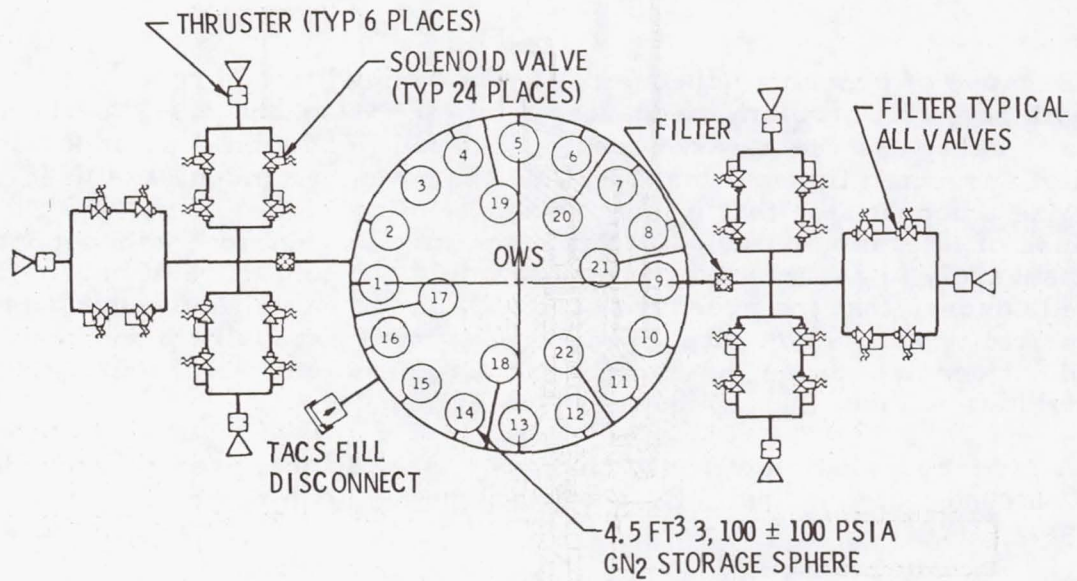 THRUSTER (TYP 6 PLACES)
SOLENOID VALVE
(TYP 24 PLACES)
FILTER
FILTER TYPICAL
ALL VALVES
5
4
6
3
7
19
20
2
8
OWS
21
1
9
17
16
10
22
18
15
11
14
12
13
TACS FILL
DISCONNECT
4.5 FT³ 3,100 ± 100 PSIA
GN2 STORAGE SPHERE